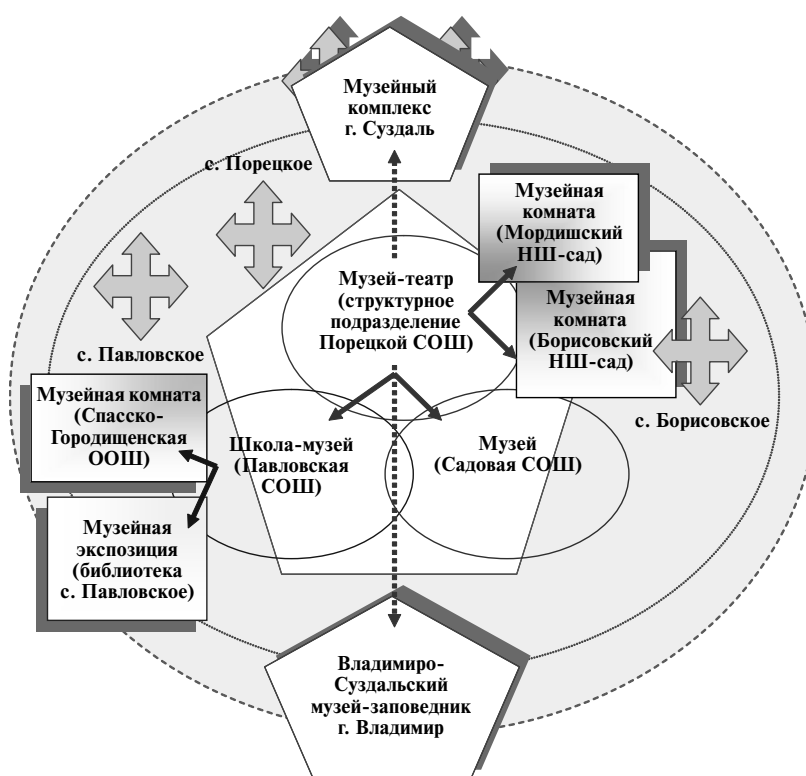 Музейный
комплекс
г. Суздаль
с. Порецкое
Музейная
комната
(Мордишский
НШ-сад)
Музей-театр
(структурное
подразделение
Порецкой СОШ)
Музейная
комната
(Борисовский
НШ-сад)
с. Павловское
с. Борисовское
Музейная комната
(Спасско-
Городищенская
ООШ)
Школа-музей
(Павловская
СОШ)
Музей
(Садовая СОШ)
Музейная
экспозиция
(библиотека
с. Павловское)
Владимиро-
Суздальский
музей-заповедник
г. Владимир